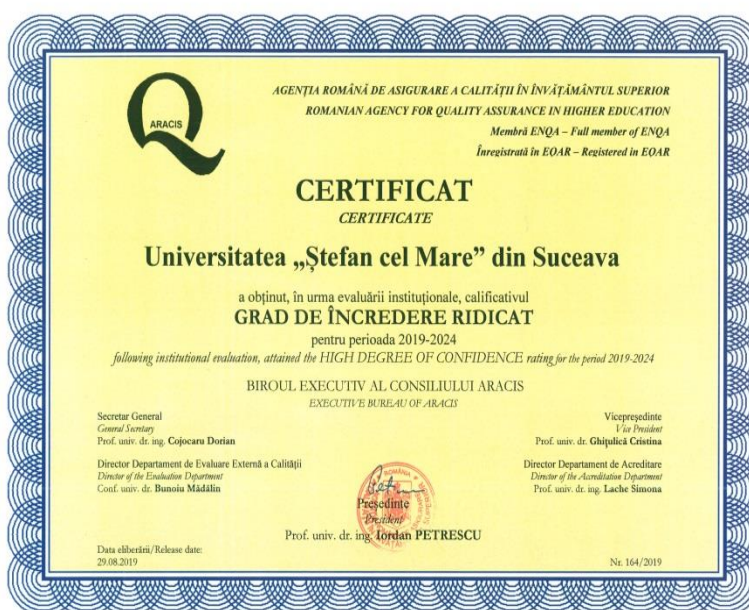 ARACIS
AGENȚIA ROMÂNĂ DE ASIGURARE A CALITĂȚII ÎN ÎNVĂȚĂMÂNTUL SUPERIOR
ROMANIAN AGENCY FOR QUALITY ASSURANCE IN HIGHER EDUCATION
Membră ENQA – Full member of ENQA
Înregistrată în EQAR – Registered in EQAR
CERTIFICAT
CERTIFICATE
Universitatea „Ștefan cel Mare” din Suceava
a obținut, în urma evaluării instituționale, calificativul
GRAD DE ÎNCREDERE RIDICAT
pentru perioada 2019-2024
following institutional evaluation, attained the HIGH DEGREE OF CONFIDENCE rating for the period 2019-2024
BIROUL EXECUTIV AL CONSILIULUI ARACIS
EXECUTIVE BUREAU OF ARACIS
Secretar General
General Secretary
Prof. univ. dr. ing. Cojocaru Dorian
Vicepreședinte
Vice President
Prof. univ. dr. Ghițulică Cristina
Director Departament de Evaluare Externă a Calității
Director of the Evaluation Department
Conf. univ. dr. Bunoiu Mădălin
Director Departament de Acreditare
Director of the Accreditation Department
Prof. univ. dr. ing. Lache Simona
ROMÂNIA
Președinte
President
Prof. univ. dr. ing. Iordan PETRESCU
Data eliberării/Release date:
29.08.2019
Nr. 164/2019